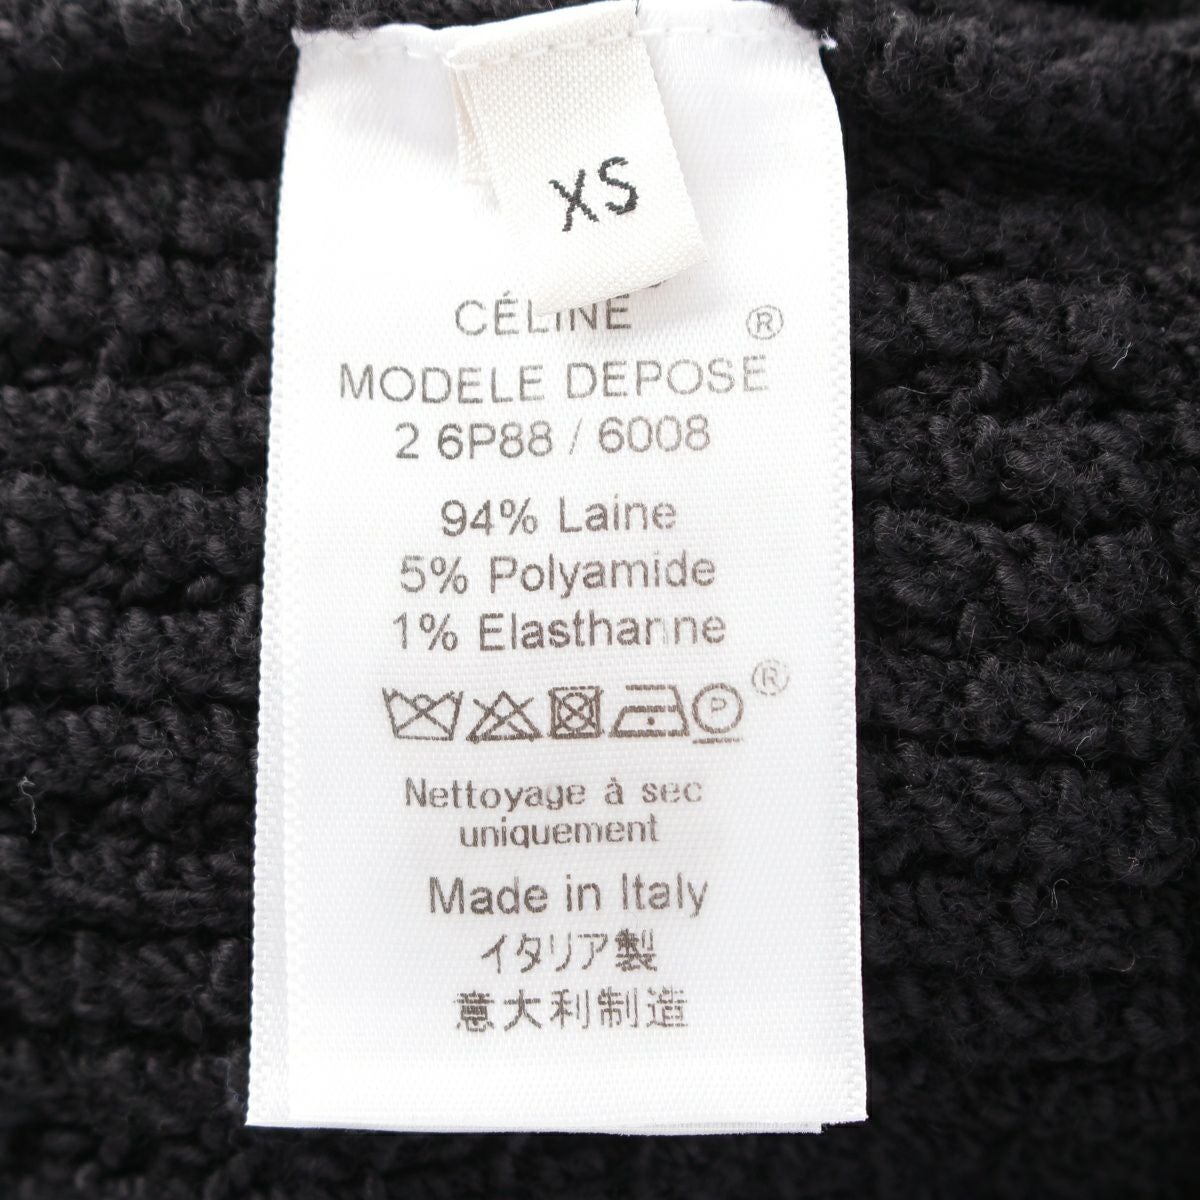 XS
CÉLINE ®
MODELE DEPOSE
2 6P88 / 6008
94% Laine
5% Polyamide
1% Elasthanne
P ®
Nettoyage à sec
uniquement
Made in Italy
イタリア製
意大利制造